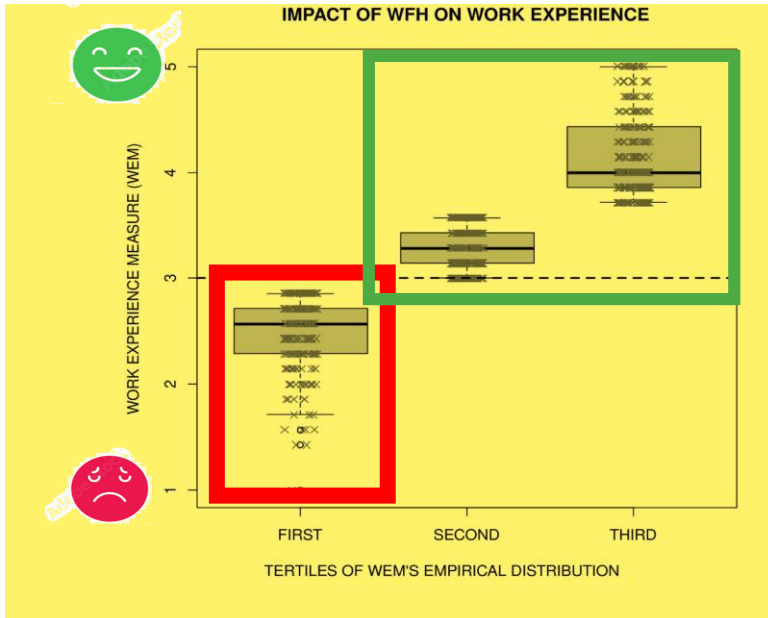 IMPACT OF WFH ON WORK EXPERIENCE
WORK EXPERIENCE MEASURE (WEM)
5
4
3
2
1
FIRST SECOND THIRD
TERTILES OF WEM'S EMPIRICAL DISTRIBUTION